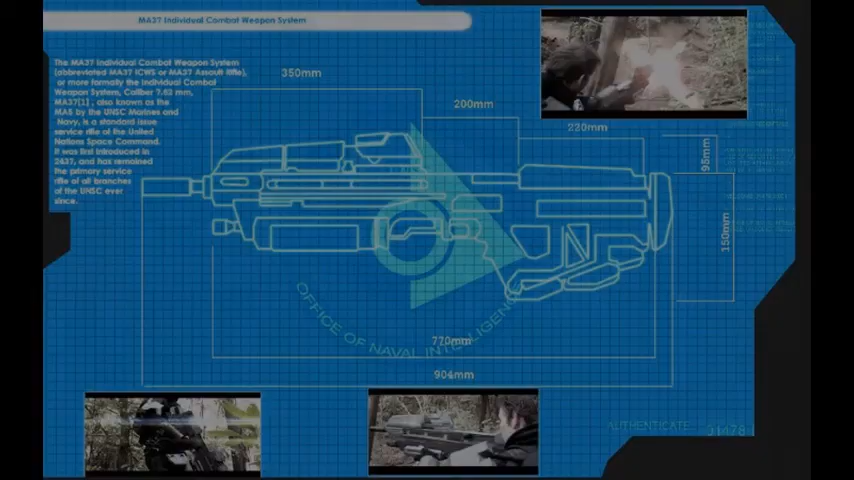 MA37 Individual Combat Weapon System
The MA37 Individual Combat Weapon System
(abbreviated MA37 ICWS or MA37 Assault Rifle),
or more formally the Individual Combat
Weapon System, Caliber 7.62 mm,
MA37[1] , also known as the
MA5 by the UNSC Marines and
Navy, is a standard issue
service rifle of the United
Nations Space Command.
It was first introduced in
2437, and has remained
the primary service
rifle of all branches
of the UNSC ever
since.
350mm
200mm
220mm
95mm
150mm
OFFICE OF NAVAL INTELLIGENCE
770mm
904mm
AUTHENTICATE